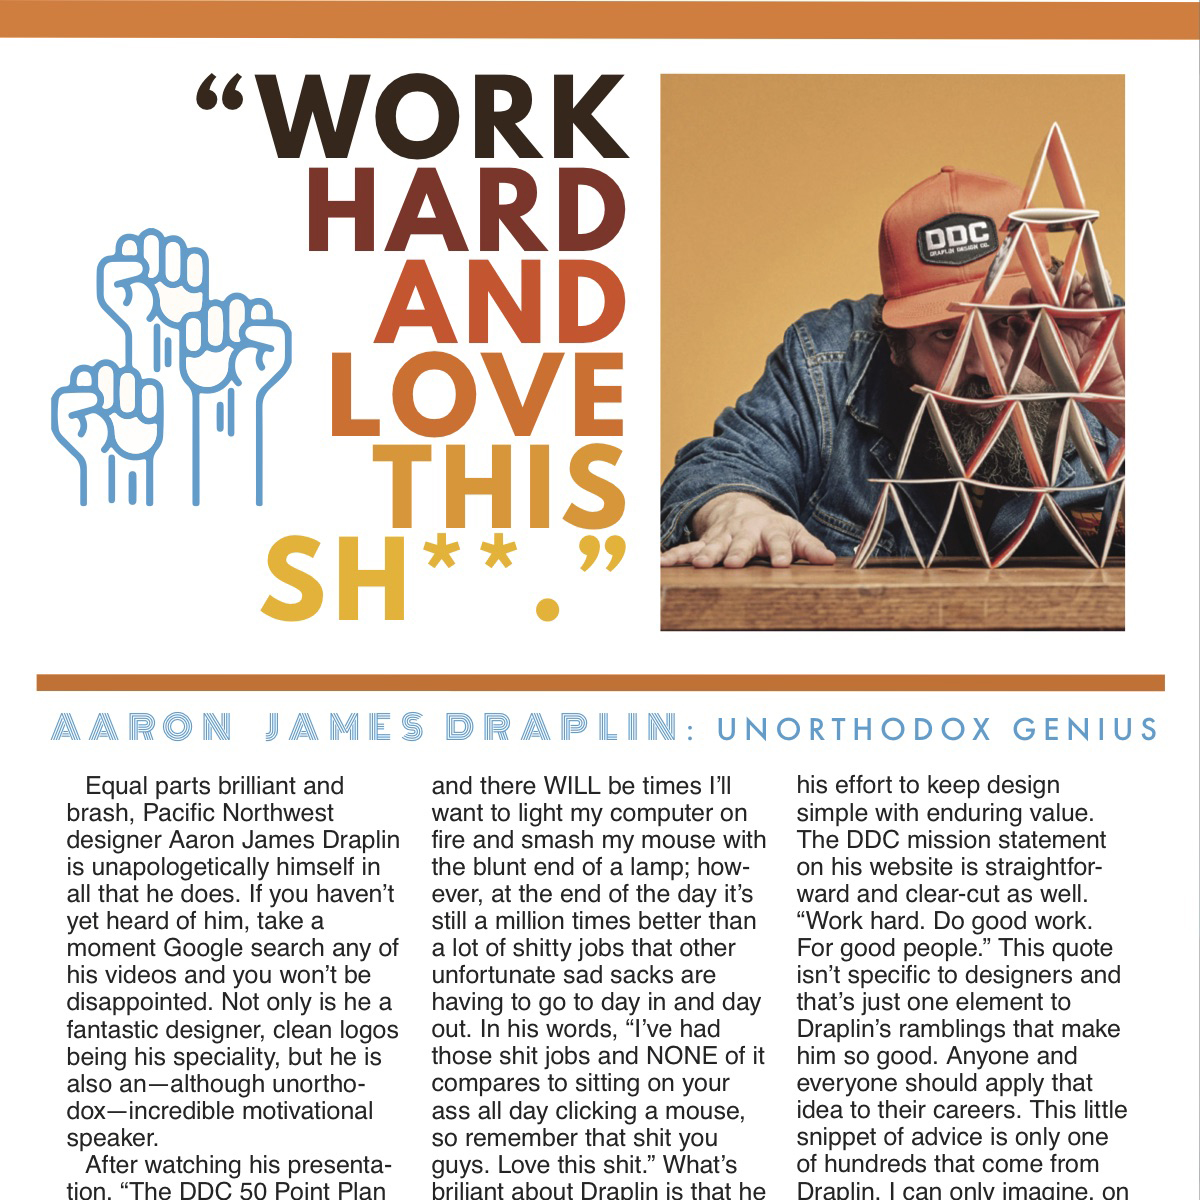 “WORK
HARD
AND
LOVE
THIS
SH**.”
DDC
DRAPLIN DESIGN CO.
AARON JAMES DRAPLIN: UNORTHODOX GENIUS
Equal parts brilliant and
brash, Pacific Northwest
designer Aaron James Draplin
is unapologetically himself in
all that he does. If you haven’t
yet heard of him, take a
moment Google search any of
his videos and you won’t be
disappointed. Not only is he a
fantastic designer, clean logos
being his speciality, but he is
also an—although unortho-
dox—incredible motivational
speaker.
After watching his presenta-
tion, “The DDC 50 Point Plan
and there WILL be times I’ll
want to light my computer on
fire and smash my mouse with
the blunt end of a lamp; how-
ever, at the end of the day it’s
still a million times better than
a lot of shitty jobs that other
unfortunate sad sacks are
having to go to day in and day
out. In his words, “I’ve had
those shit jobs and NONE of it
compares to sitting on your
ass all day clicking a mouse,
so remember that shit you
guys. Love this shit.” What’s
briliant about Draplin is that he
his effort to keep design
simple with enduring value.
The DDC mission statement
on his website is straightfor-
ward and clear-cut as well.
“Work hard. Do good work.
For good people.” This quote
isn’t specific to designers and
that’s just one element to
Draplin’s ramblings that make
him so good. Anyone and
everyone should apply that
idea to their careers. This little
snippet of advice is only one
of hundreds that come from
Draplin. I can only imagine, on